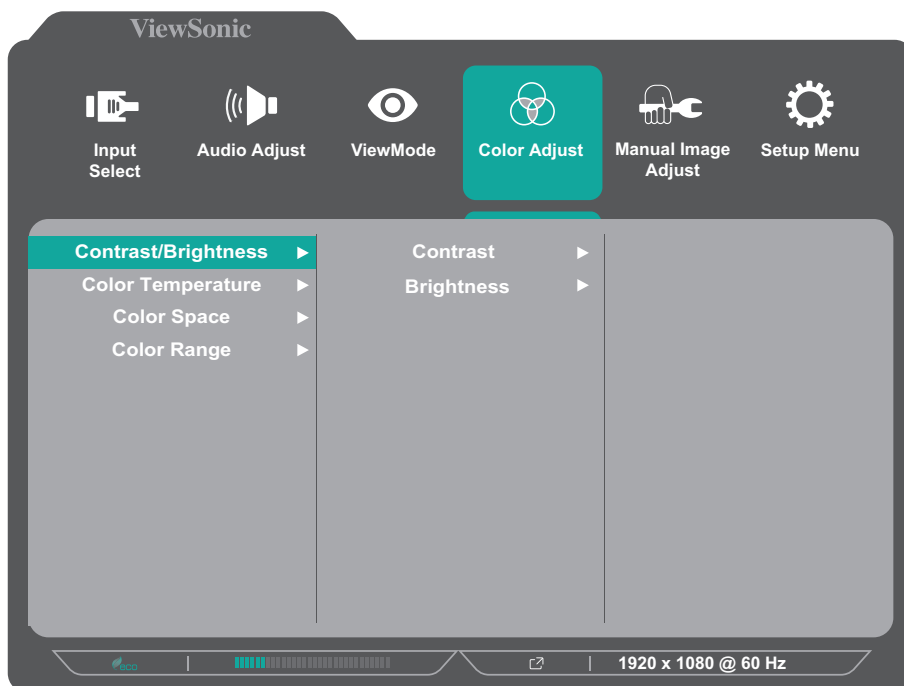 ViewSonic
Input
Select
Audio Adjust
ViewMode
Color Adjust
Manual Image
Adjust
Setup Menu
Contrast/Brightness
Color Temperature
Color Space
Color Range
Contrast
Brightness
eco
1920 x 1080 @ 60 Hz